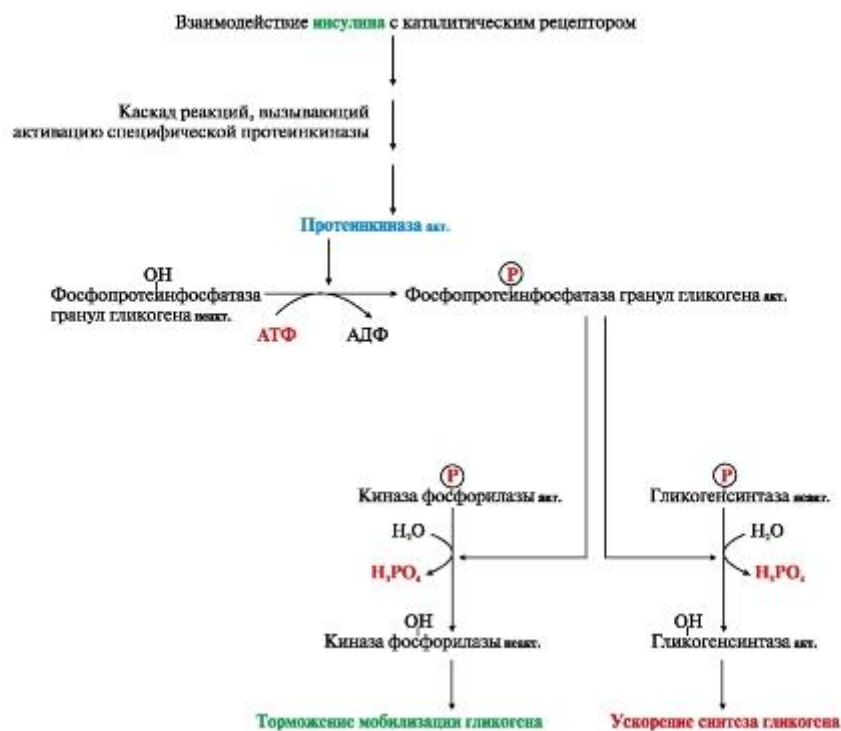 Взаимодействие инсулина с каталитическим рецептором
Каскад реакций, вызывающий
активацию специфической протеинкиназы
Протеинкиназа акт.
OH
P
Фосфопротеинфосфатаза
гранул гликогена неакт.
Фосфопротеинфосфатаза гранул гликогена акт.
АТФ
АДФ
P
P
Киназа фосфорилазы акт.
Гликогенсинтаза неакт.
H₂O
H₂O
H₃PO₄
H₃PO₄
OH
OH
Киназа фосфорилазы неакт.
Гликогенсинтаза акт.
Торможение мобилизации гликогена
Ускорение синтеза гликогена